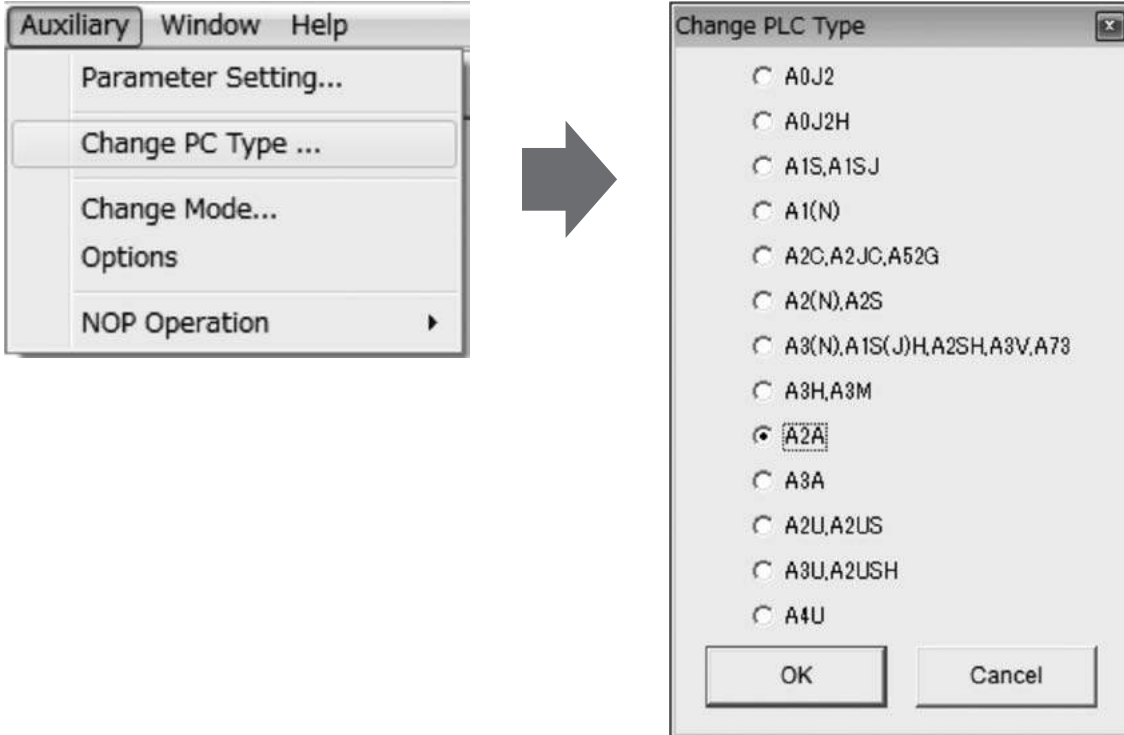 Auxiliary Window Help
Parameter Setting...
Change PC Type ...
Change Mode...
Options
NOP Operation
Change PLC Type
A0J2
A0J2H
A1S,A1SJ
A1(N)
A2C,A2JC,A52G
A2(N),A2S
A3(N),A1S(J)H,A2SH,A3V,A73
A3H,A3M
A2A
A3A
A2U,A2US
A3U,A2USH
A4U
OK Cancel